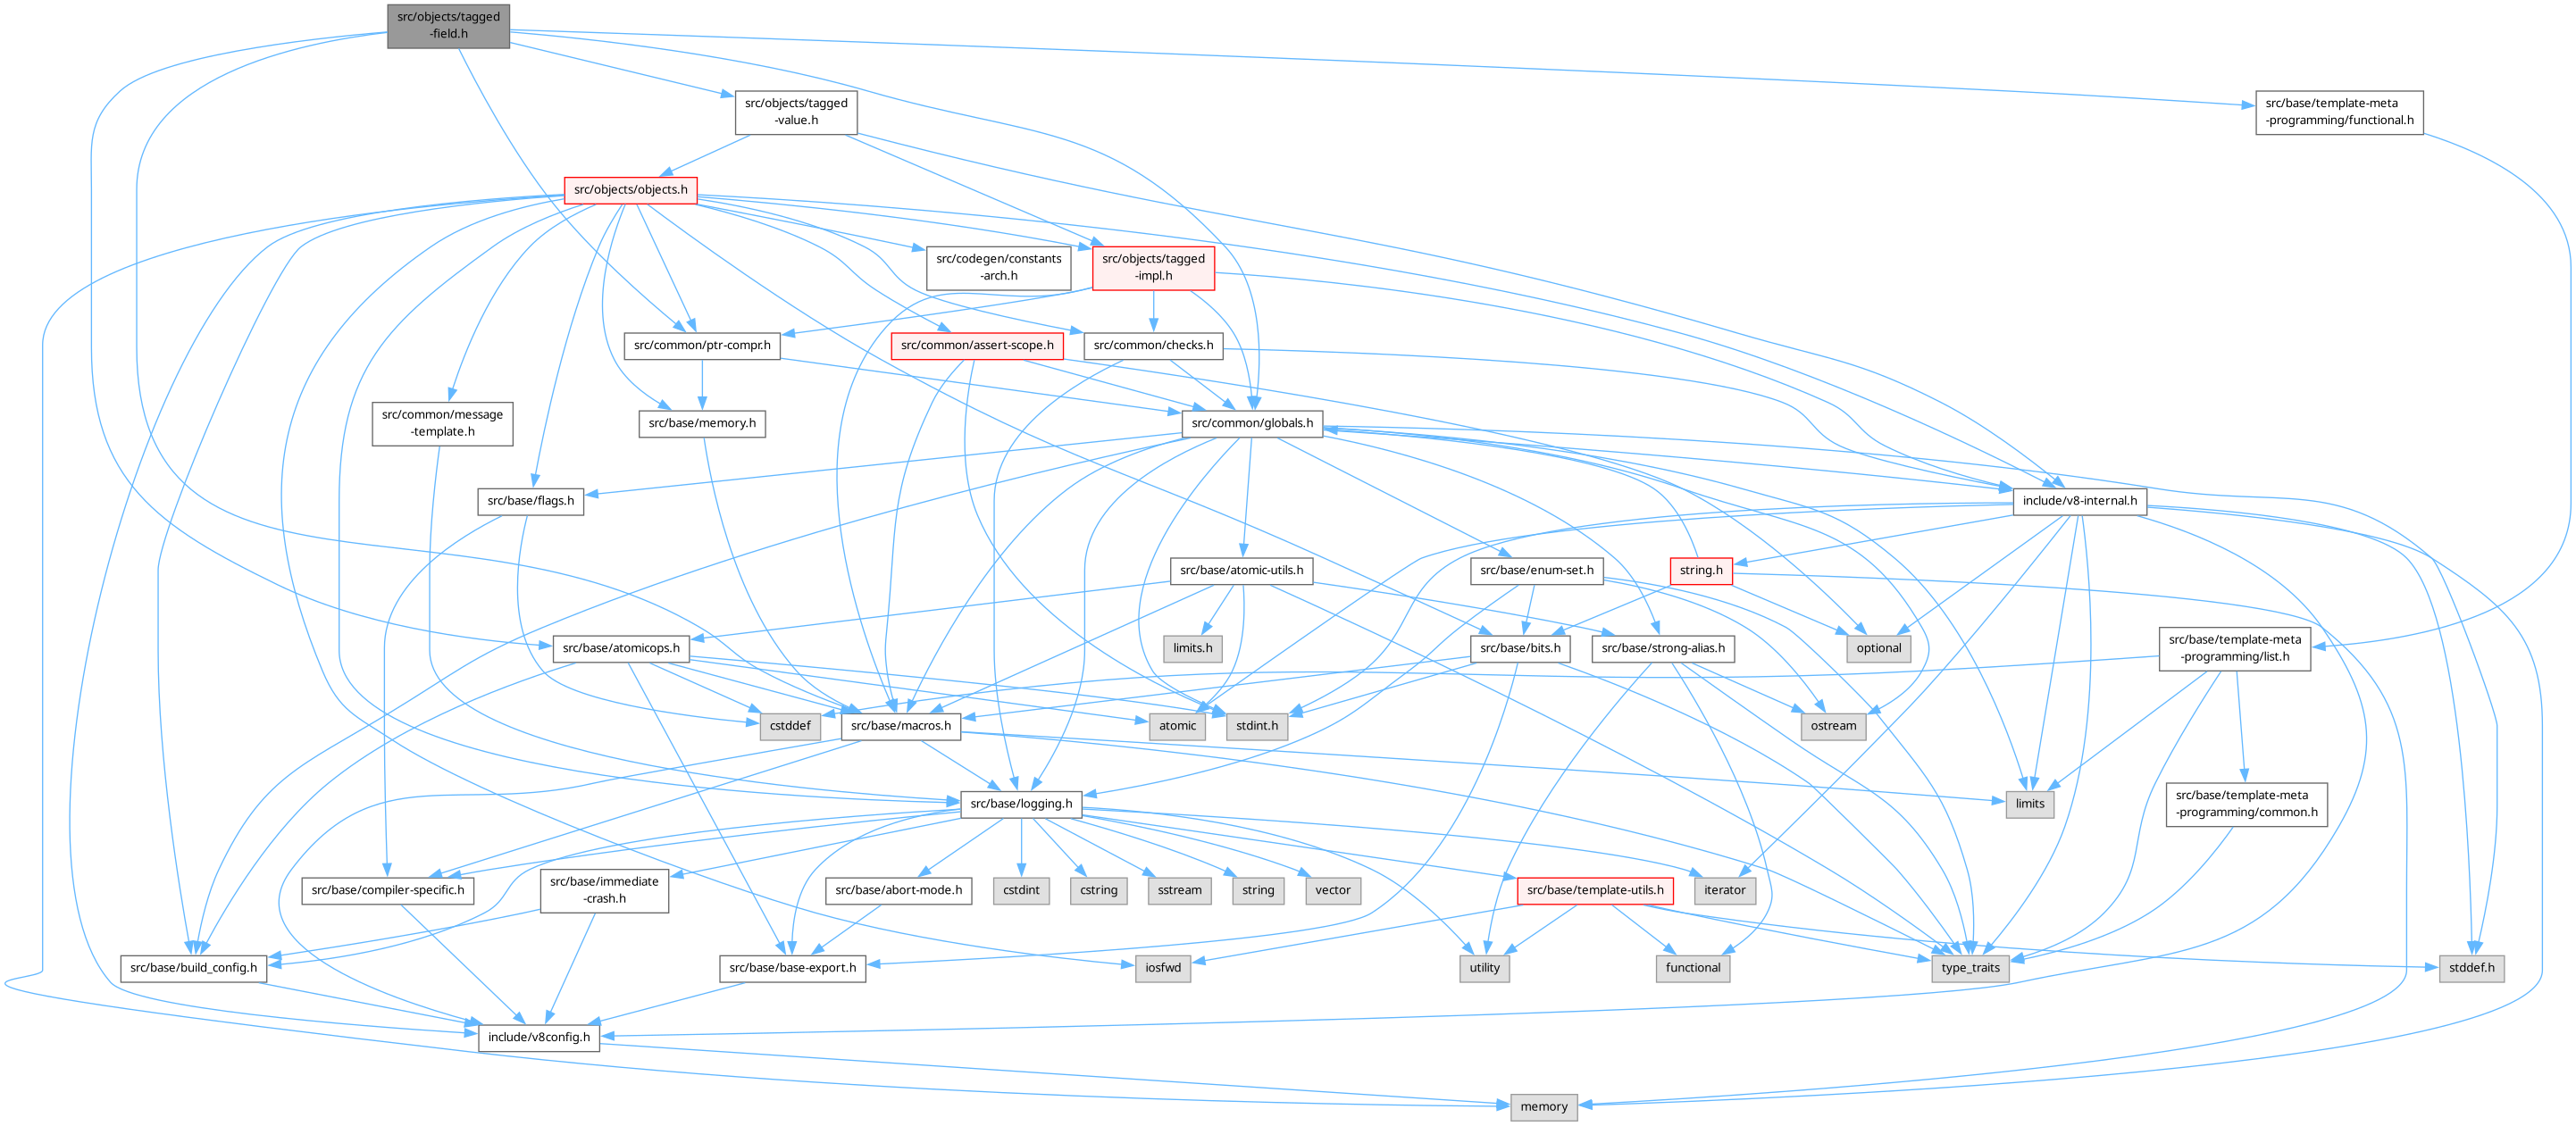 src/objects/tagged
-field.h
src/objects/tagged
-value.h
src/base/template-meta
-programming/functional.h
src/objects/objects.h
src/codegen/constants
-arch.h
src/objects/tagged
-impl.h
src/common/ptr-compr.h
src/common/assert-scope.h
src/common/checks.h
src/common/message
-template.h
src/base/memory.h
src/common/globals.h
src/base/flags.h
include/v8-internal.h
src/base/atomic-utils.h
src/base/enum-set.h
string.h
src/base/atomicops.h
limits.h
src/base/bits.h
src/base/strong-alias.h
optional
src/base/template-meta
-programming/list.h
cstddef
src/base/macros.h
atomic
stdint.h
ostream
src/base/logging.h
limits
src/base/template-meta
-programming/common.h
src/base/compiler-specific.h
src/base/immediate
-crash.h
src/base/abort-mode.h
cstdint
cstring
sstream
string
vector
src/base/template-utils.h
iterator
src/base/build_config.h
src/base/base-export.h
iosfwd
utility
functional
type_traits
stddef.h
include/v8config.h
memory